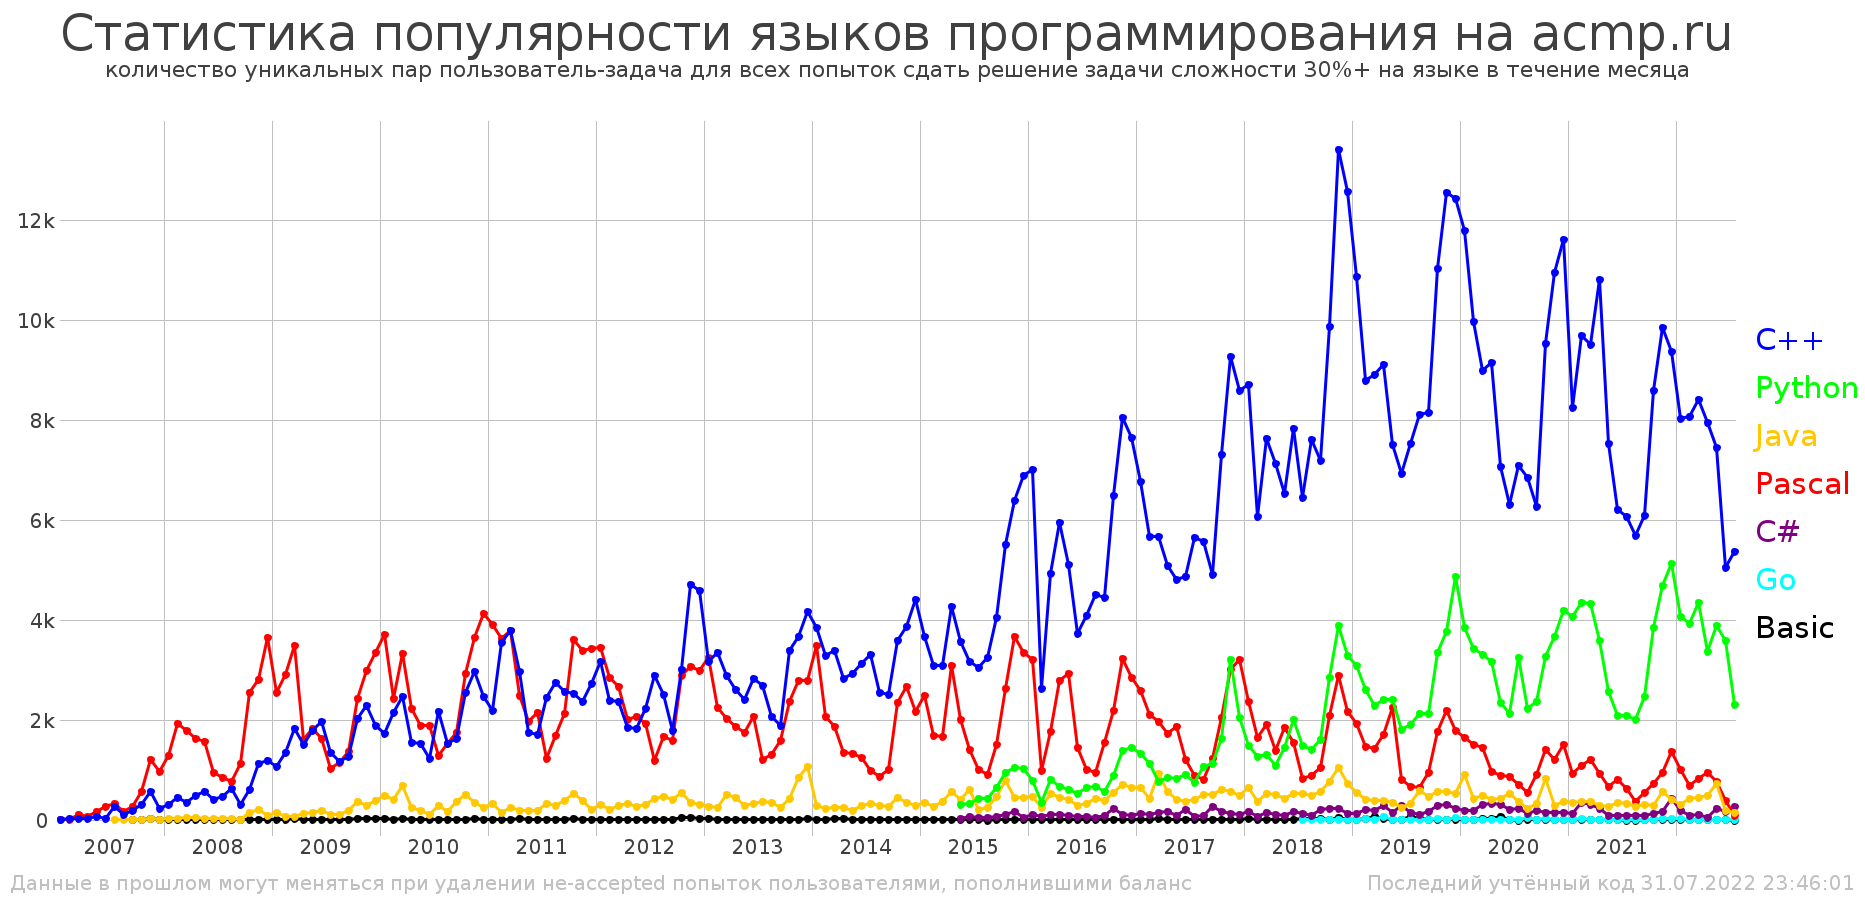 Статистика популярности языков программирования на acmp.ru
количество уникальных пар пользователь-задача для всех попыток сдать решение задачи сложности 30%+ на языке в течение месяца
12k
10k
8k
6k
4k
2k
0
C++
Python
Java
Pascal
C#
Go
Basic
2007 2008 2009 2010 2011 2012 2013 2014 2015 2016 2017 2018 2019 2020 2021
Данные в прошлом могут меняться при удалении не-accepted попыток пользователями, пополнившими баланс
Последний учтённый код 31.07.2022 23:46:01